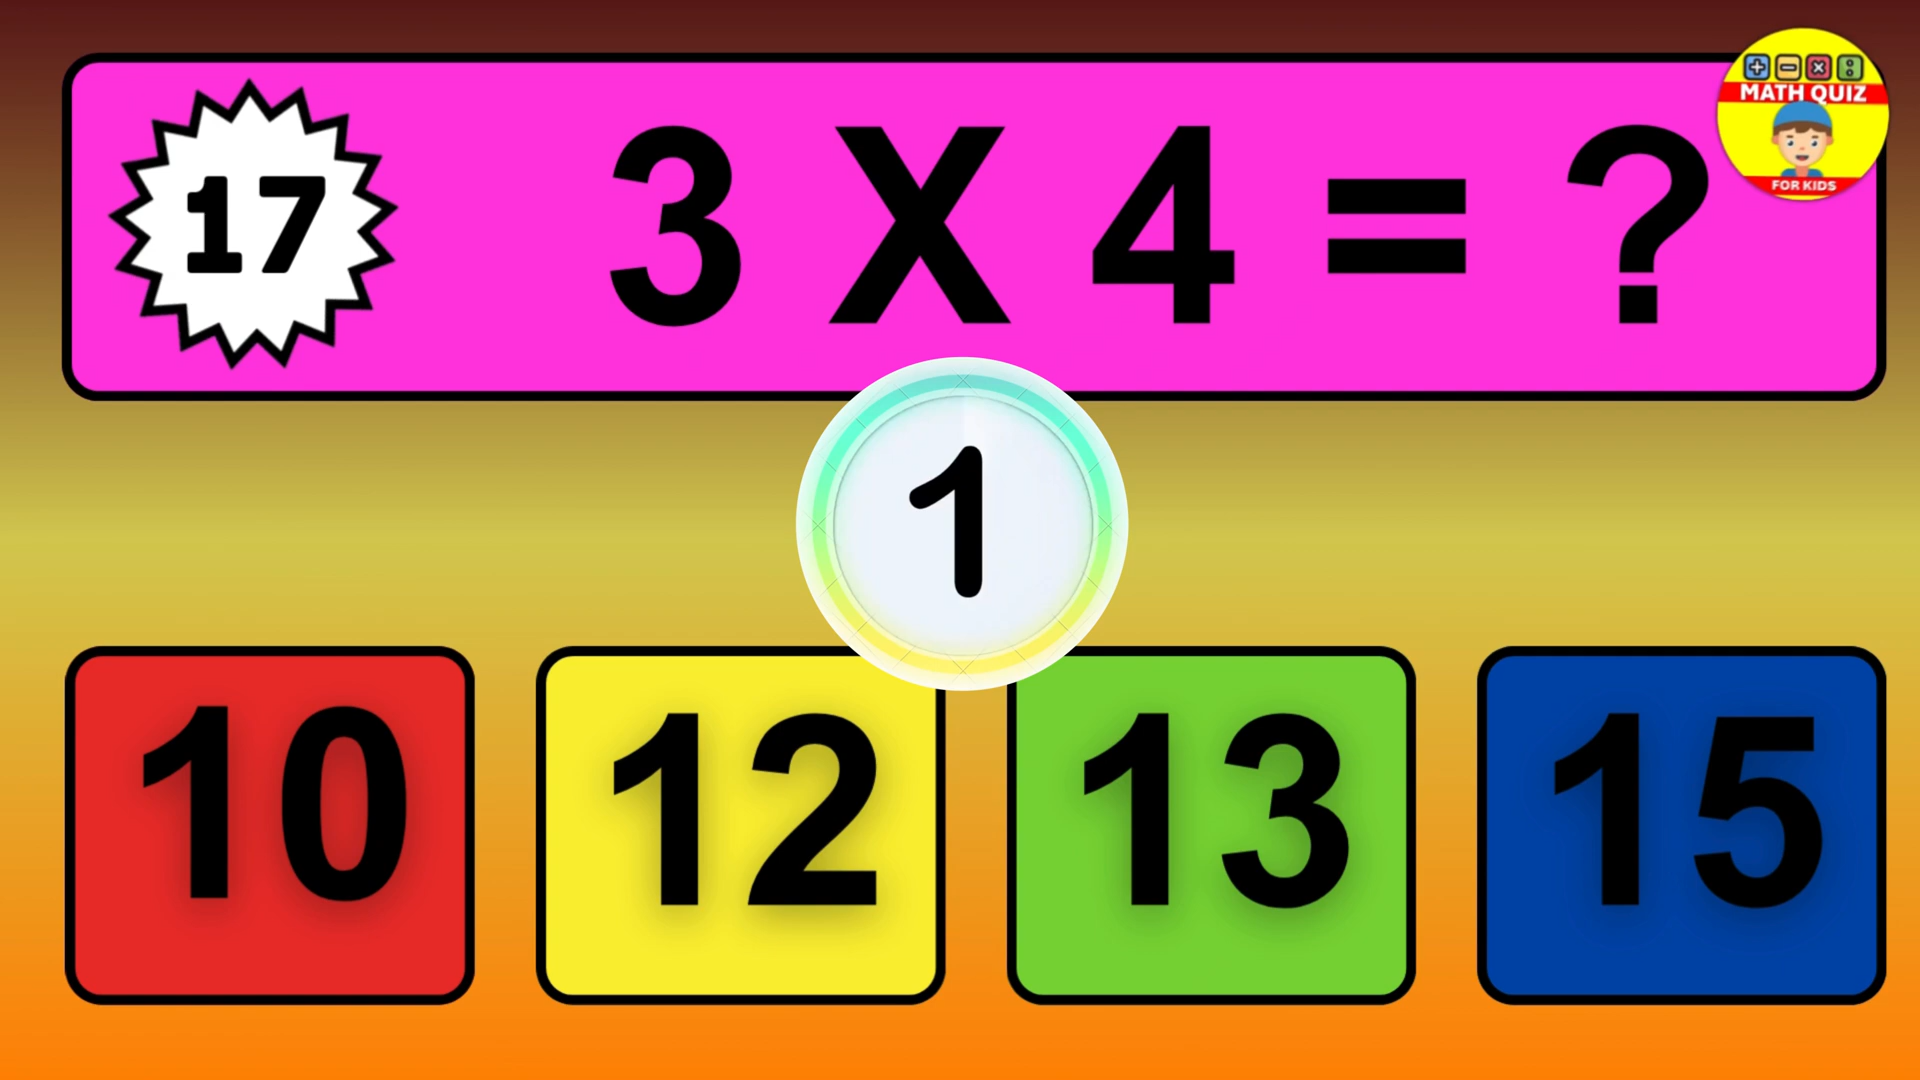 17 3 X 4 = ?
+ - x :
MATH QUIZ
FOR KIDS
1
10 12 13 15